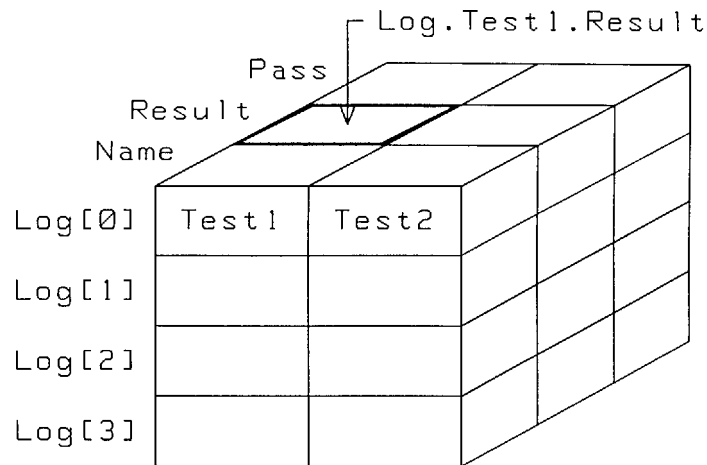 Log.Test1.Result
Pass
Result
Name
Log[0] Test1 Test2
Log[1]
Log[2]
Log[3]